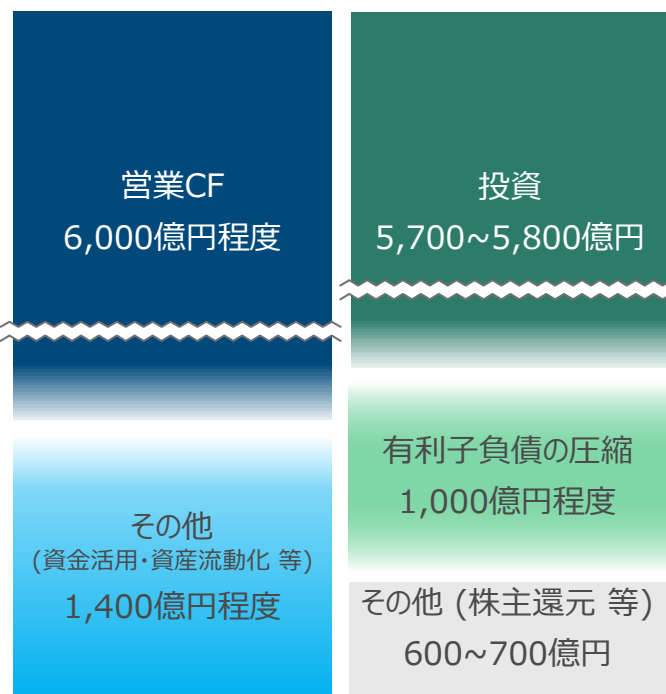 営業CF
6,000億円程度
その他
(資金活用・資産流動化 等)
1,400億円程度
投資
5,700~5,800億円
有利子負債の圧縮
1,000億円程度
その他 (株主還元 等)
600~700億円